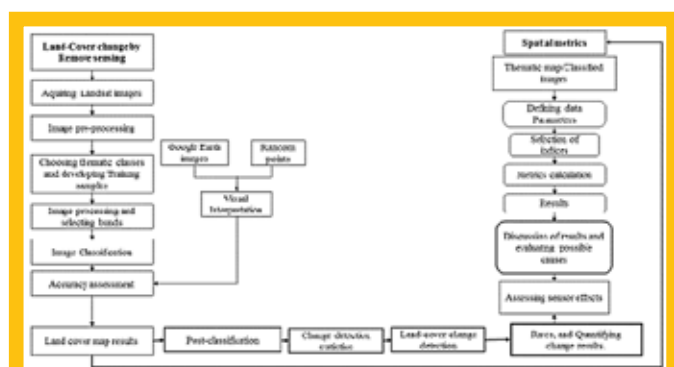 Land-Cover change by
Remote sensing
Aquiring Landsat images
Image pre-processing
Choosing thematic classes
and developing Training
samples
Image processing and
selecting bands
Image Classification
Accuracy assessment
Land cover map results
Google Earth
images
Random
points
Visual
Interpretation
Post-classification
Change detection
statistics
Land-cover change
detection
Spatial metrics
Thematic map/Classified
images
Defining data
Parameters
Selection of
indices
Metrics calculation
Results
Discussion of results and
evaluating possible
causes
Assessing sensor effects
Rates, and Quantifying
change results.